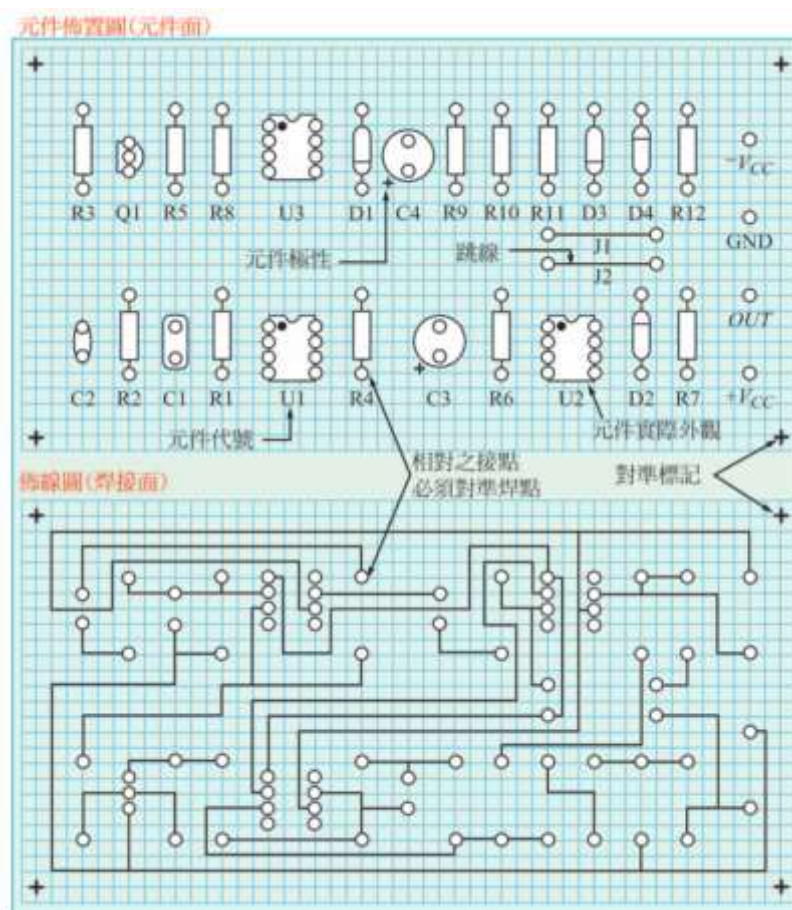 元件佈置圖(元件面)
R3 Q1 R5 R8 U3 D1 C4 R9 R10 R11 D3 D4 R12 −VCC
元件極性 跳線 J1 GND
J2
OUT
C2 R2 C1 R1 U1 R4 C3 R6 U2 D2 R7 +VCC
元件代號 元件實際外觀
相對之接點 對準標記
必須對準焊點
佈線圖(焊接面)